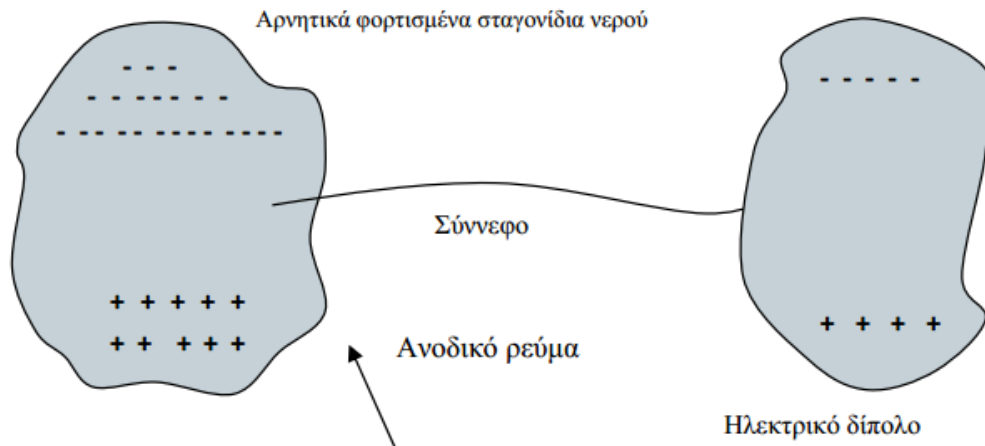 Αρνητικά φορτισμένα σταγονίδια νερού
- - -
- - -- -- - -
- -- -- -- ---- ----
- - - - -
Σύννεφο
+ + + + +
+ + + + +
+ + + +
Ανοδικό ρεύμα
Ηλεκτρικό δίπολο